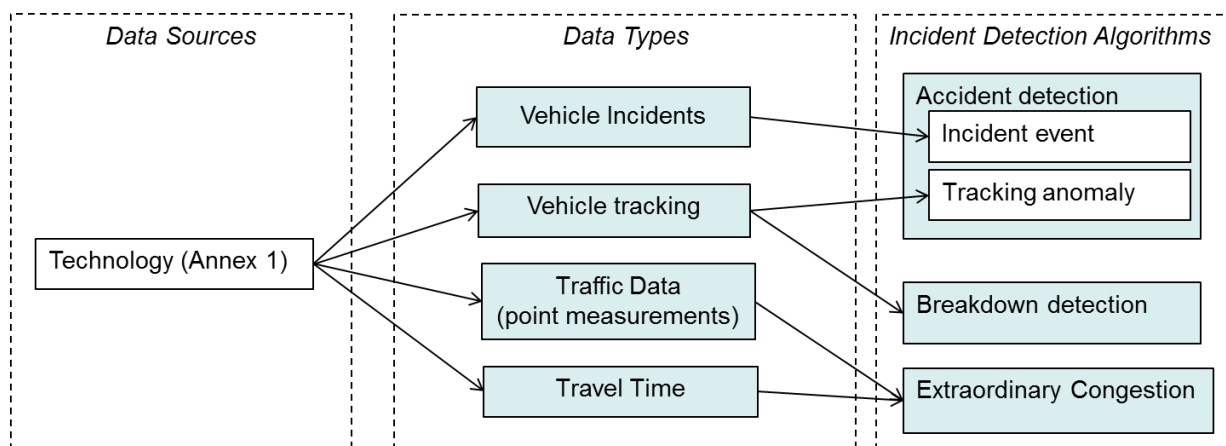 Data Sources
Technology (Annex 1)
Data Types
Vehicle Incidents
Vehicle tracking
Traffic Data
(point measurements)
Travel Time
Incident Detection Algorithms
Accident detection
Incident event
Tracking anomaly
Breakdown detection
Extraordinary Congestion